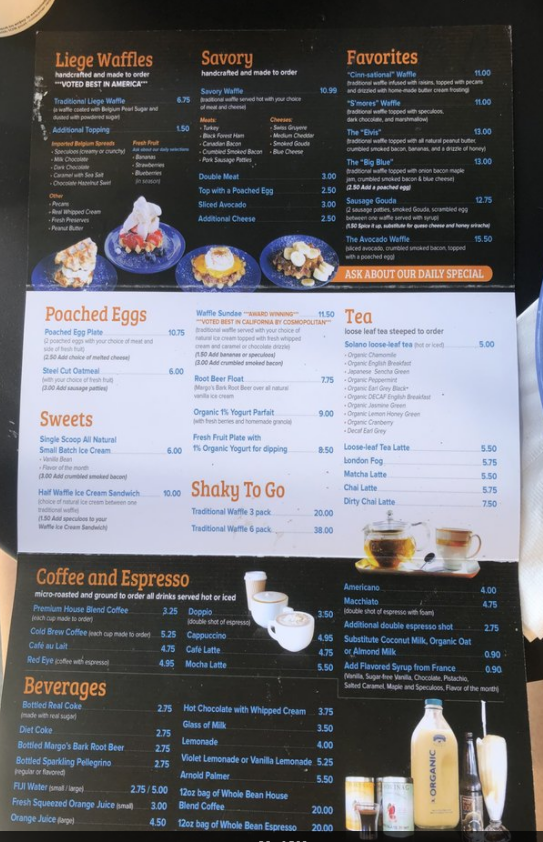 Liege Waffles
handcrafted and made to order
***VOTED BEST IN AMERICA***
Traditional Liege Waffle 6.75
(a waffle coated with Belgium Pearl Sugar and
dusted with powdered sugar)
Additional Topping 1.50
Imported Belgium Spreads
- Speculoos (creamy or crunchy)
- Milk Chocolate
- Dark Chocolate
- Caramel with Sea Salt
- Chocolate Hazelnut Swirl
Fresh Fruit
Ask about our daily selections
- Bananas
- Strawberries
- Blueberries
(in season)
Other
- Pecans
- Real Whipped Cream
- Fresh Preserves
- Peanut Butter
Savory
handcrafted and made to order
Savory Waffle 10.99
(traditional waffle served hot with your choice
of meat and cheese)
Meats:
- Turkey
- Black Forest Ham
- Canadian Bacon
- Crumbled Smoked Bacon
- Pork Sausage Patties
Cheeses:
- Swiss Gruyere
- Medium Cheddar
- Smoked Gouda
- Blue Cheese
Double Meat 3.00
Top with a Poached Egg 2.50
Sliced Avocado 3.00
Additional Cheese 2.50
Favorites
"Cinn-sational" Waffle 11.00
(traditional waffle infused with raisins, topped with pecans
and drizzled with home-made butter cream frosting)
"S'mores" Waffle 11.00
(traditional waffle topped with speculoos,
dark chocolate, and marshmallow)
The "Elvis" 13.00
(traditional waffle topped with all natural peanut butter,
crumbled smoked bacon, bananas, and a drizzle of honey)
The "Big Blue" 13.00
(traditional waffle topped with onion bacon maple
jam, crumbled smoked bacon & blue cheese)
(2.50 Add a poached egg)
Sausage Gouda 12.75
(2 sausage patties, smoked Gouda, scrambled egg
between one waffle served with syrup)
(1.50 Spice it up, substitute for queso cheese and honey sriracha)
The Avocado Waffle 15.50
(sliced avocado, crumbled smoked bacon, topped
with a poached egg)
ASK ABOUT OUR DAILY SPECIAL
Poached Eggs
Poached Egg Plate 10.75
(2 poached eggs with your choice of meat and
side of fresh fruit)
(2.50 Add choice of melted cheese)
Steel Cut Oatmeal 6.00
(with your choice of fresh fruit)
(3.00 Add sausage patties)
Sweets
Single Scoop All Natural
Small Batch Ice Cream 6.00
- Vanilla Bean
- Flavor of the month
(3.00 Add crumbled smoked bacon)
Half Waffle Ice Cream Sandwich 10.00
(choice of natural ice cream between one
traditional waffle)
(1.50 Add speculoos to your
Waffle Ice Cream Sandwich)
Waffle Sundae ***AWARD WINNING*** 11.50
***VOTED BEST IN CALIFORNIA BY COSMOPOLITAN***
(traditional waffle served with your choice of
natural ice cream topped with fresh whipped
cream and caramel or chocolate drizzle)
(1.50 Add bananas or speculoos)
(3.00 Add crumbled smoked bacon)
Root Beer Float 7.75
(Margo's Bark Root Beer over all natural
vanilla ice cream
Organic 1% Yogurt Parfait 9.00
(with fresh berries and homemade granola)
Fresh Fruit Plate with
1% Organic Yogurt for dipping 8.50
Shaky To Go
Traditional Waffle 3 pack 20.00
Traditional Waffle 6 pack 38.00
Tea
loose leaf tea steeped to order
Solano loose-leaf tea (hot or iced) 5.00
- Organic Chamomile
- Organic English Breakfast
- Japanese Sencha Green
- Organic Peppermint
- Organic Earl Grey Black*
- Organic DECAF English Breakfast
- Organic Jasmine Green
- Organic Lemon Honey Green
- Organic Cranberry
- Decaf Earl Grey
Loose-leaf Tea Latte 5.50
London Fog 5.75
Matcha Latte 5.50
Chai Latte 5.75
Dirty Chai Latte 7.50
Coffee and Espresso
micro-roasted and ground to order all drinks served hot or iced
Premium House Blend Coffee 3.25
(each cup made to order)
Cold Brew Coffee (each cup made to order) 5.25
Café au Lait 4.75
Red Eye (coffee with espresso) 4.95
Doppio 3.50
(double shot of espresso)
Cappuccino 4.95
Café Latte 4.75
Mocha Latte 5.50
Americano 4.00
Macchiato 4.75
(double shot of espresso with foam)
Additional double espresso shot 2.75
Substitute Coconut Milk, Organic Oat
or Almond Milk 0.90
Add Flavored Syrup from France 0.90
(Vanilla, Sugar-free Vanilla, Chocolate, Pistachio,
Salted Caramel, Maple and Speculoos, Flavor of the month)
Beverages
Bottled Real Coke 2.75
(made with real sugar)
Diet Coke 2.75
Bottled Margo's Bark Root Beer 2.75
Bottled Sparkling Pellegrino 2.75
(regular or flavored)
FIJI Water (small / large) 2.75 / 5.00
Fresh Squeezed Orange Juice (small) 3.00
Orange Juice (large) 4.50
Hot Chocolate with Whipped Cream 3.75
Glass of Milk 3.50
Lemonade 4.00
Violet Lemonade or Vanilla Lemonade 5.25
Arnold Palmer 5.50
12oz bag of Whole Bean House
Blend Coffee 20.00
12oz bag of Whole Bean Espresso 20.00
ORGANIC